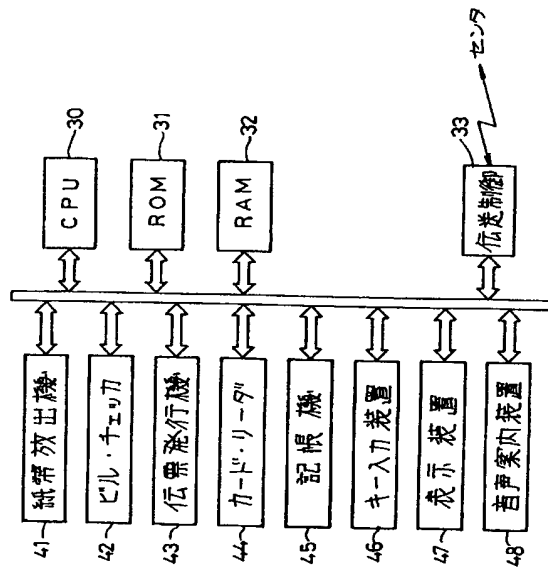 CPU
30
ROM
31
RAM
32
伝送制御
33
センタ
紙幣放出機
41
ビル・チェッカ
42
伝票発行機
43
カード・リーダ
44
記帳機
45
キー入力装置
46
表示装置
47
音声案内装置
48